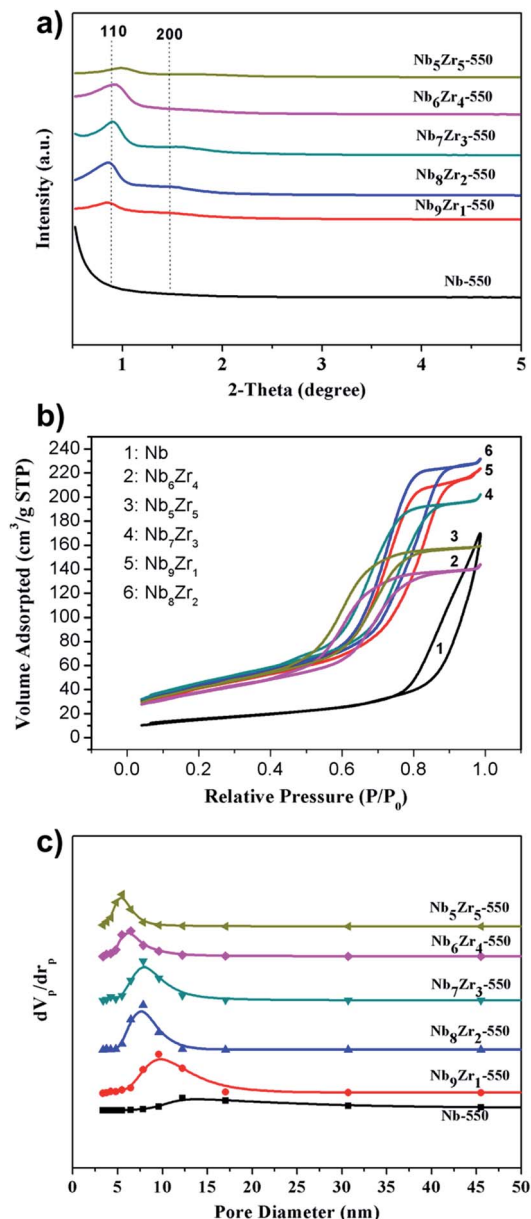 a)
110 200
Nb5Zr5-550
Nb6Zr4-550
Nb7Zr3-550
Nb8Zr2-550
Nb9Zr1-550
Nb-550
Intensity (a.u.)
1 2 3 4 5
2-Theta (degree)
b)
240
220
200
180
160
140
120
100
80
60
40
20
0
1: Nb
2: Nb6Zr4
3: Nb5Zr5
4: Nb7Zr3
5: Nb9Zr1
6: Nb8Zr2
6
5
4
3
2
1
Volume Adsorpted (cm3/g STP)
0.0 0.2 0.4 0.6 0.8 1.0
Relative Pressure (P/P0)
c)
Nb5Zr5-550
Nb6Zr4-550
Nb7Zr3-550
Nb8Zr2-550
Nb9Zr1-550
Nb-550
dVp/drp
0 5 10 15 20 25 30 35 40 45 50
Pore Diameter (nm)